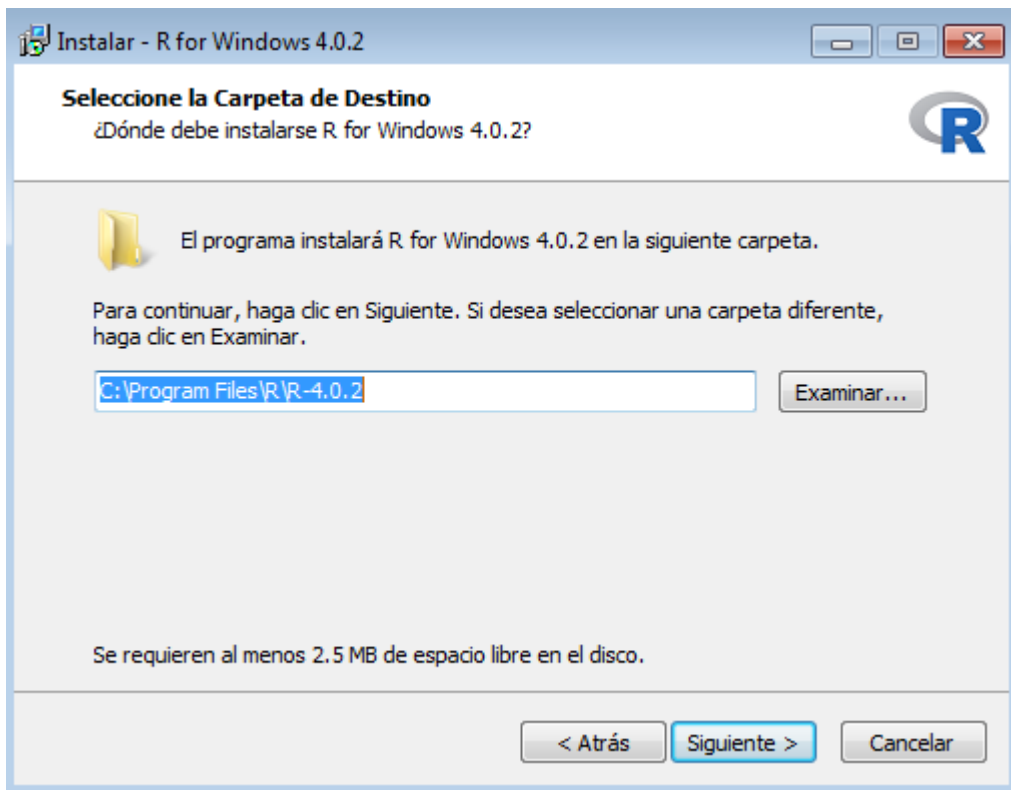 Instalar - R for Windows 4.0.2
Seleccione la Carpeta de Destino
¿Dónde debe instalarse R for Windows 4.0.2?
R
El programa instalará R for Windows 4.0.2 en la siguiente carpeta.
Para continuar, haga clic en Siguiente. Si desea seleccionar una carpeta diferente,
haga clic en Examinar.
C:\Program Files\R\R-4.0.2
Examinar...
Se requieren al menos 2.5 MB de espacio libre en el disco.
< Atrás
Siguiente >
Cancelar